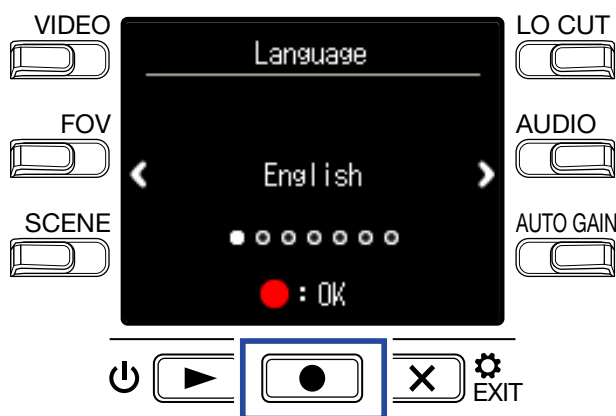 VIDEO
LO CUT
Language
FOV
AUDIO
English
SCENE
AUTO GAIN
: OK
EXIT